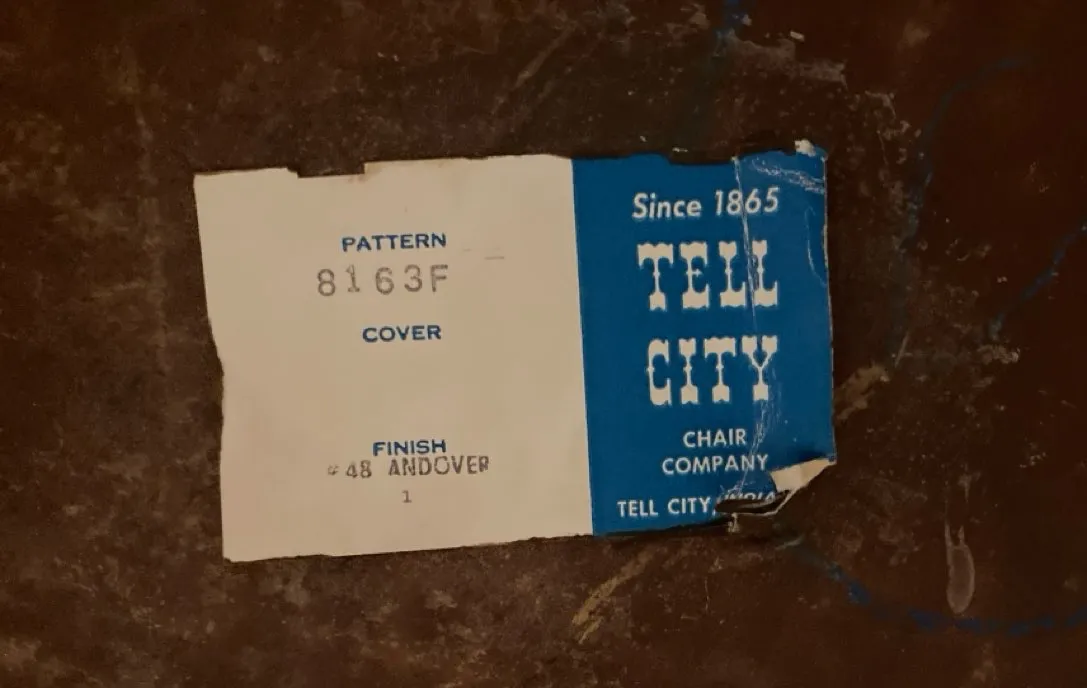 PATTERN
8163F
COVER
FINISH
#48 ANDOVER
1
Since 1865
TELL
CITY
CHAIR
COMPANY
TELL CITY,